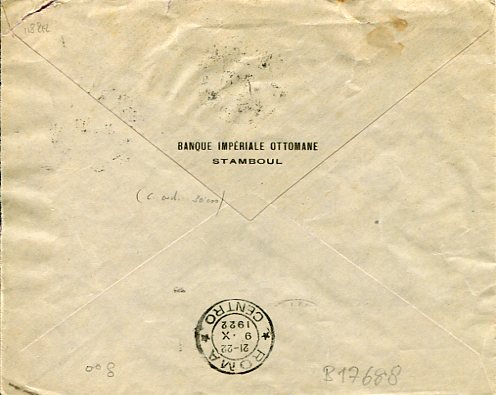 BANQUE IMPÉRIALE OTTOMANE
STAMBOUL
ROMA
CENTRO
21-22
9 · X
1922
B17688